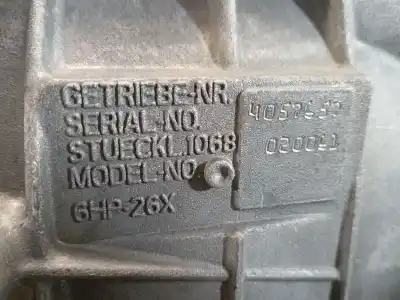 GETRIEBE-NR.
SERIAL-NO.
STUECKL.1068
MODEL-NO.
6HP-26X